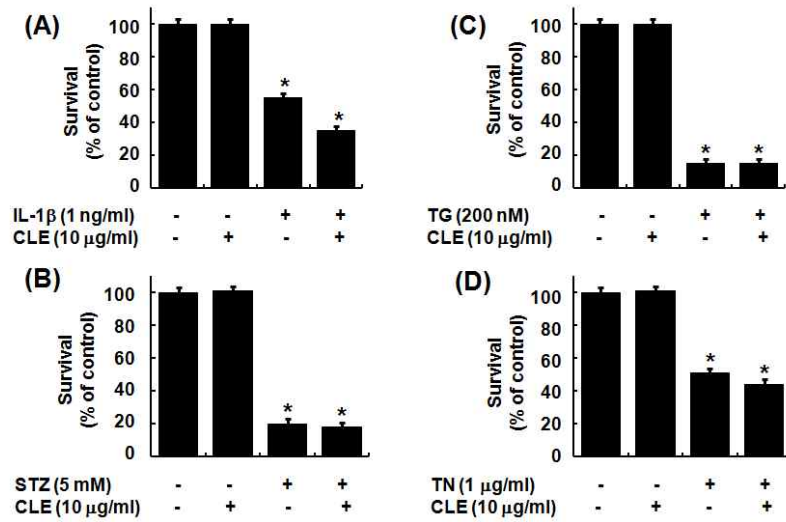 (A)
Survival
(% of control)
100
80
60
40
20
0
*
*
IL-1β (1 ng/ml) - - + +
CLE (10 μg/ml) - + - +
(B)
Survival
(% of control)
100
80
60
40
20
0
*
*
STZ (5 mM) - - + +
CLE (10 μg/ml) - + - +
(C)
Survival
(% of control)
100
80
60
40
20
0
*
*
TG (200 nM) - - + +
CLE (10 μg/ml) - + - +
(D)
Survival
(% of control)
100
80
60
40
20
0
*
*
TN (1 μg/ml) - - + +
CLE (10 μg/ml) - + - +